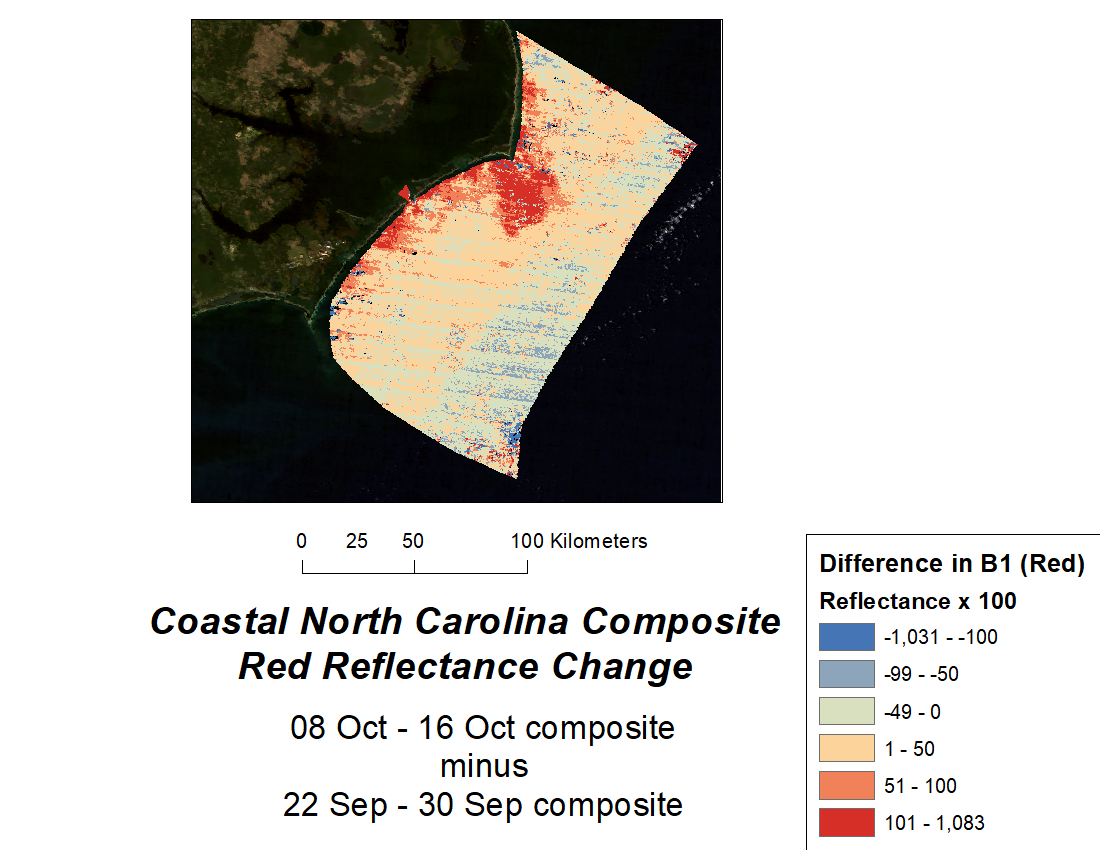 0 25 50 100 Kilometers
Coastal North Carolina Composite
Red Reflectance Change
08 Oct - 16 Oct composite
minus
22 Sep - 30 Sep composite
Difference in B1 (Red)
Reflectance x 100
-1,031 - -100
-99 - -50
-49 - 0
1 - 50
51 - 100
101 - 1,083